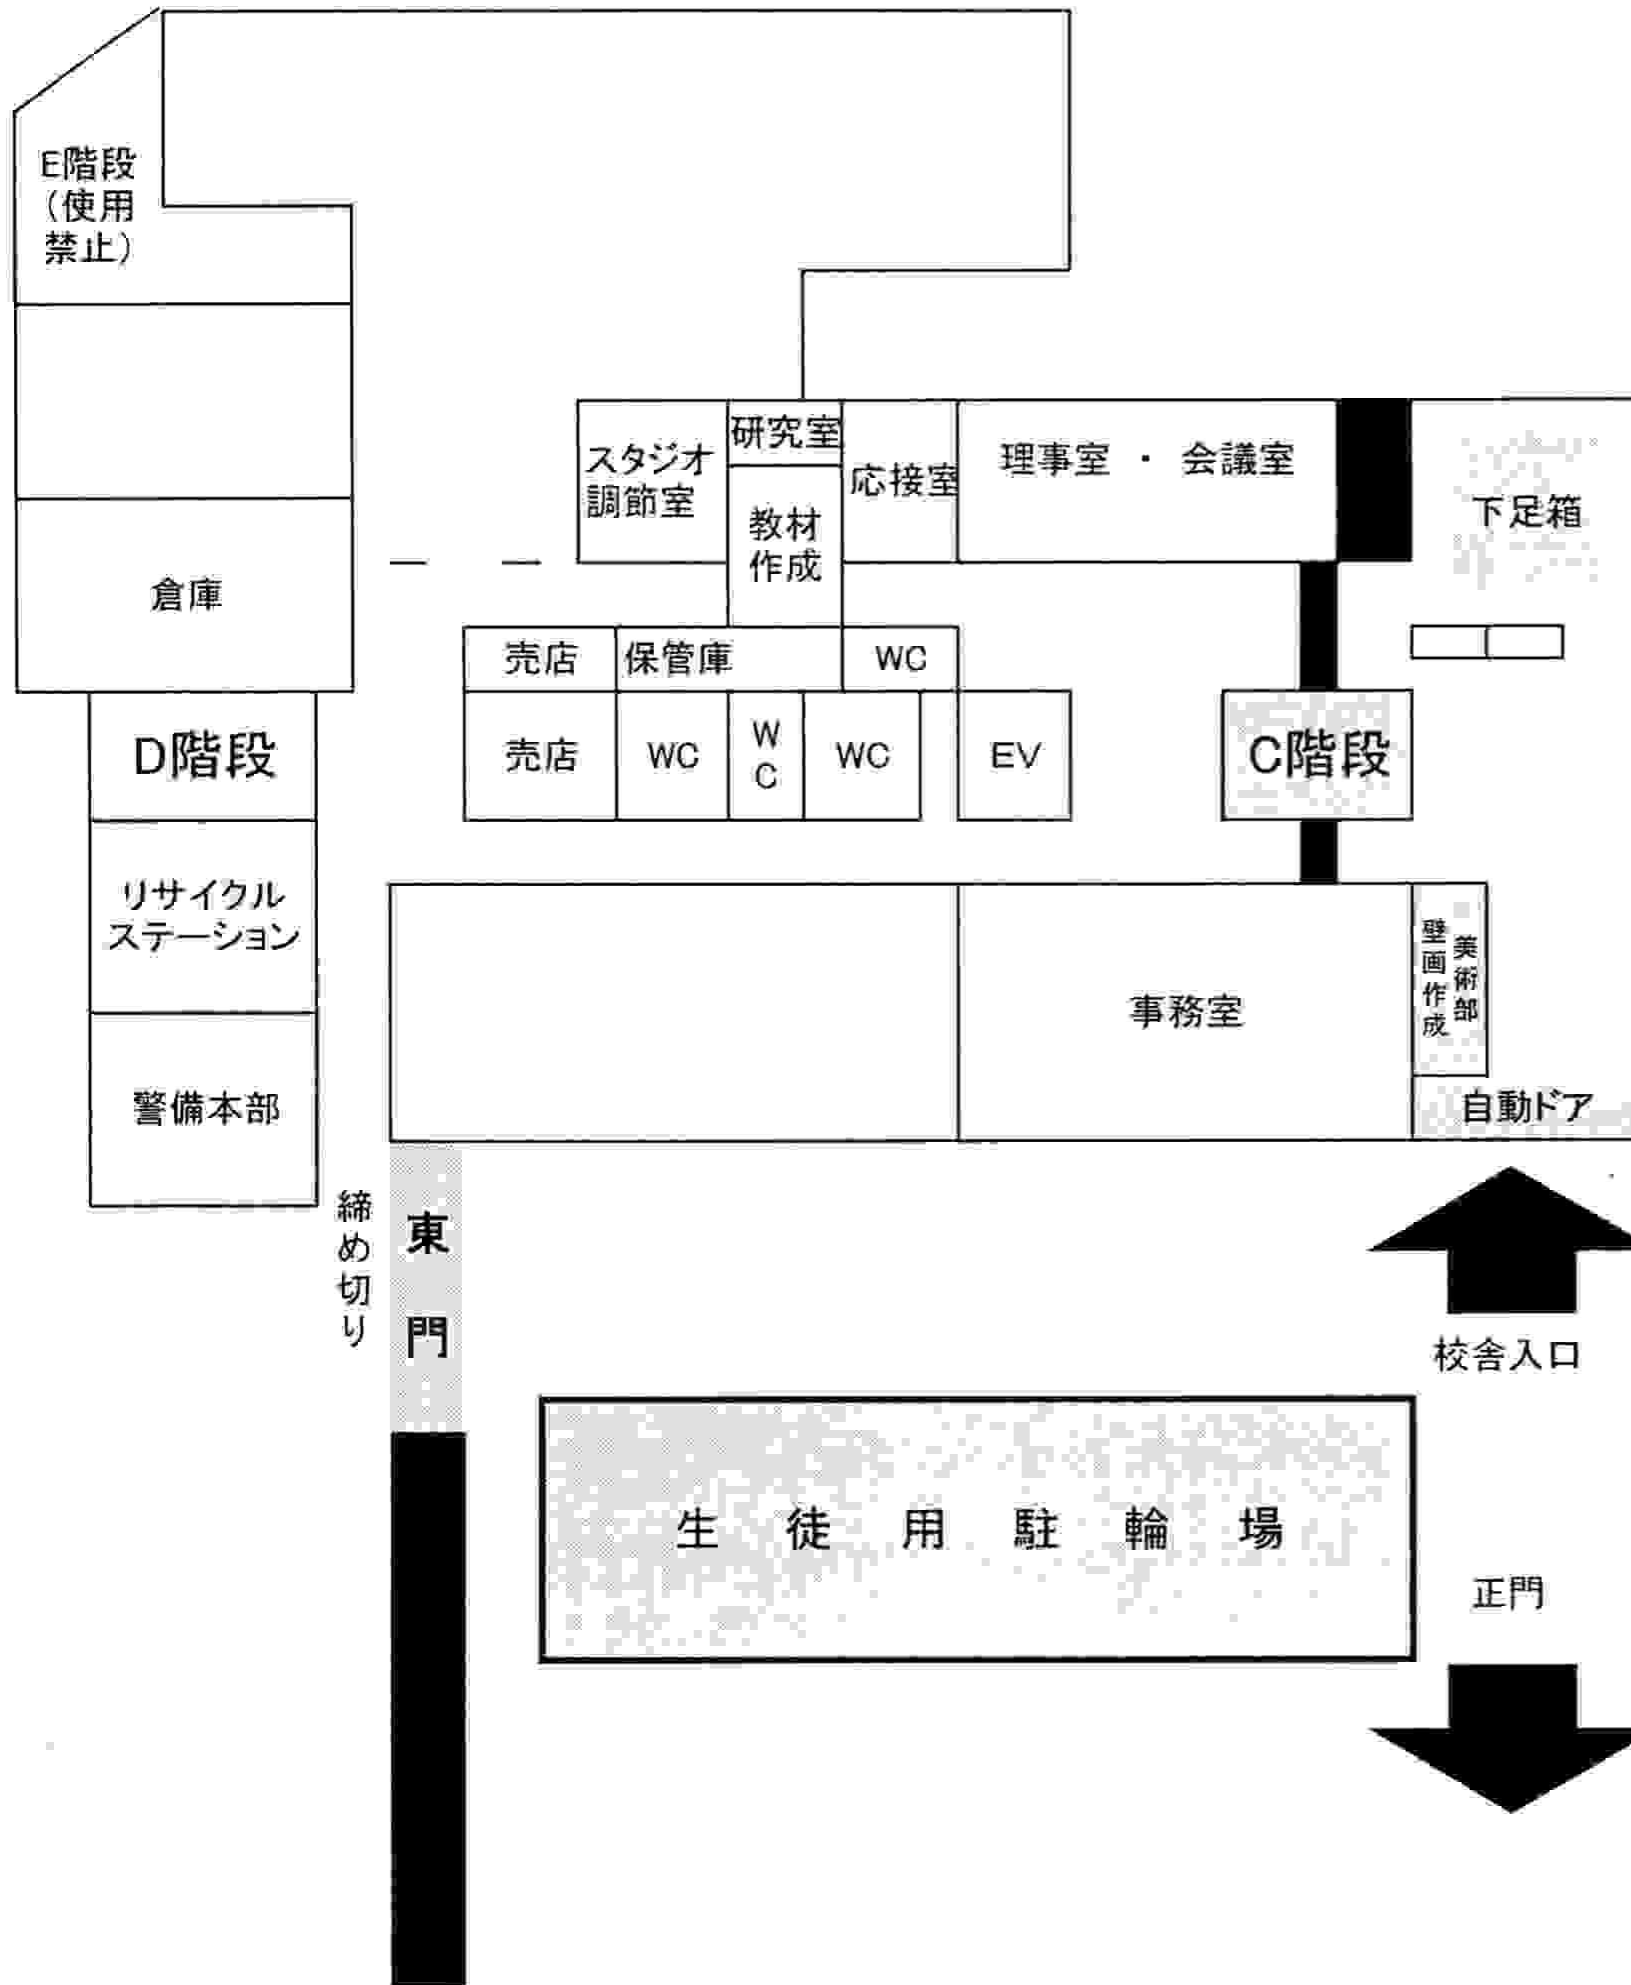 E階段
（使用
禁止）
研究室
スタジオ
調節室
応接室
理事室 ・ 会議室
教材
作成
下足箱
倉庫
売店
保管庫
WC
D階段
売店
WC
W
C
WC
EV
C階段
リサイクル
ステーション
美術部
壁画作成
事務室
警備本部
自動ドア
締め切り
東門
校舎入口
生徒用駐輪場
正門